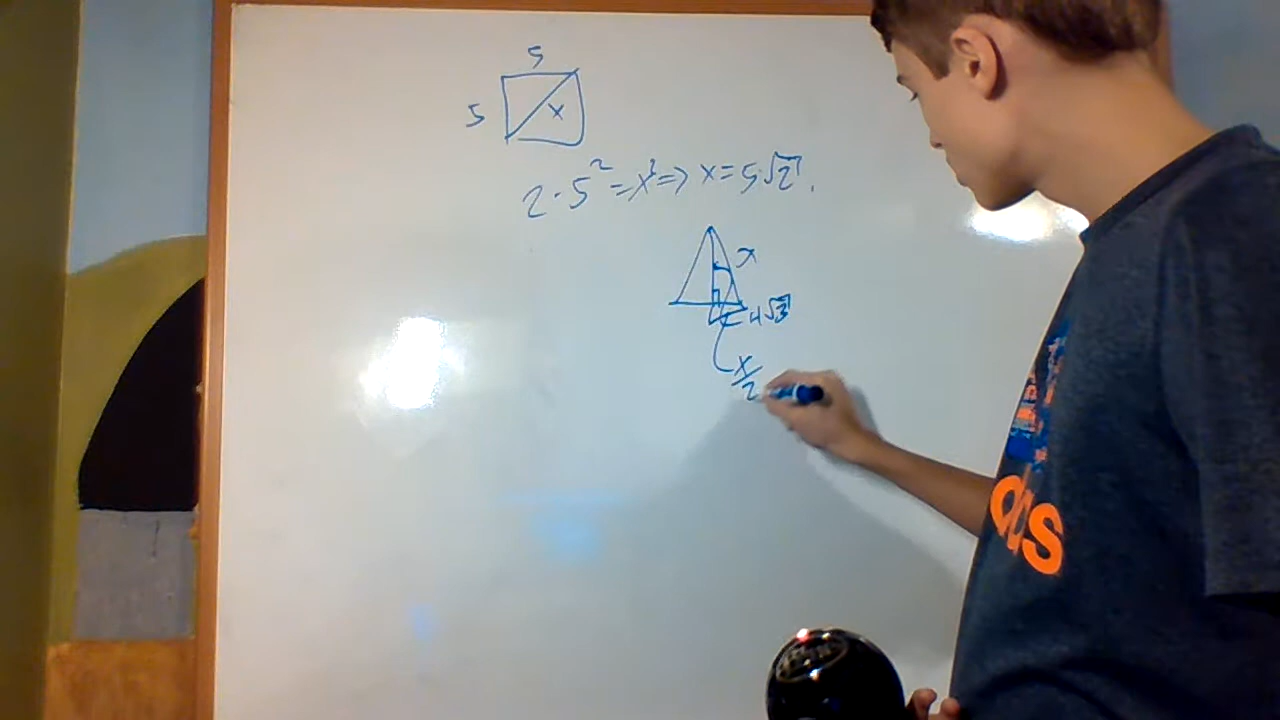 5
5 x
2 · 5² = x² => x = 5√2.
x
4√3
x/2